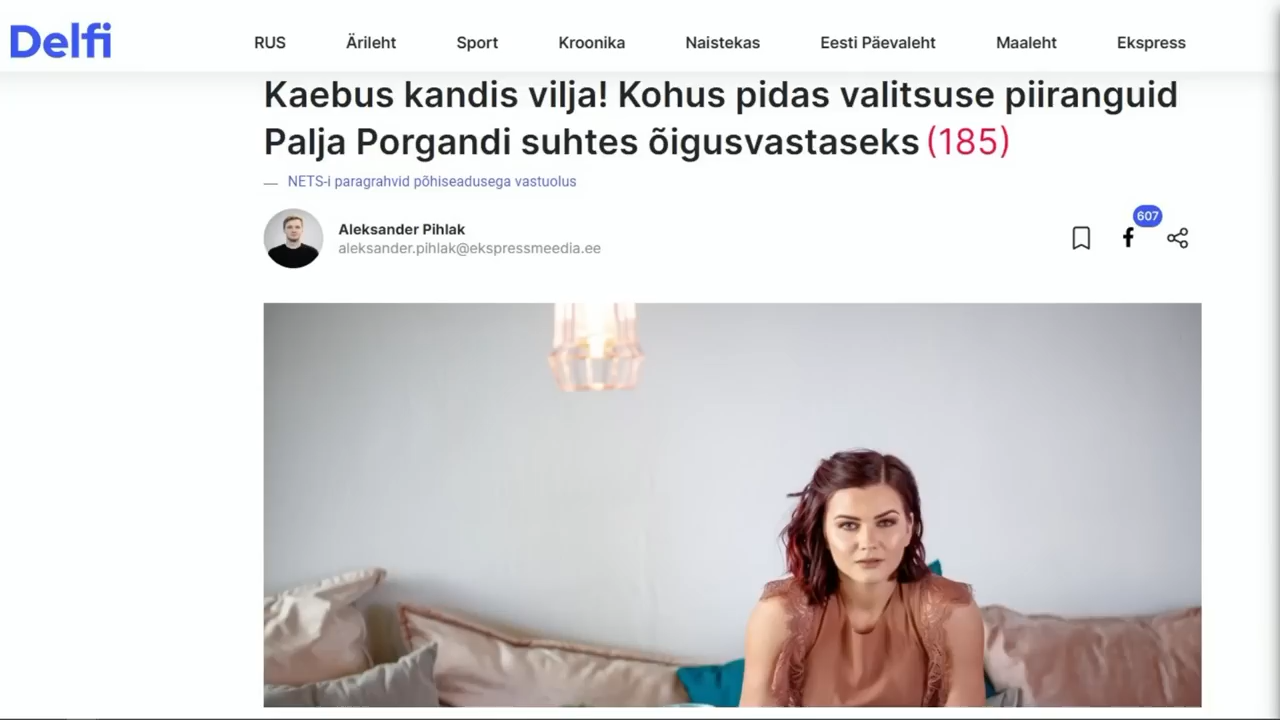 Delfi
RUS Ärileht Sport Kroonika Naistekas Eesti Päevaleht Maaleht Ekspress
Kaebus kandis vilja! Kohus pidas valitsuse piiranguid
Palja Porgandi suhtes õigusvastaseks (185)
— NETS-i paragrahvid põhiseadusega vastuolus
Aleksander Pihlak
aleksander.pihlak@ekspressmeedia.ee
607